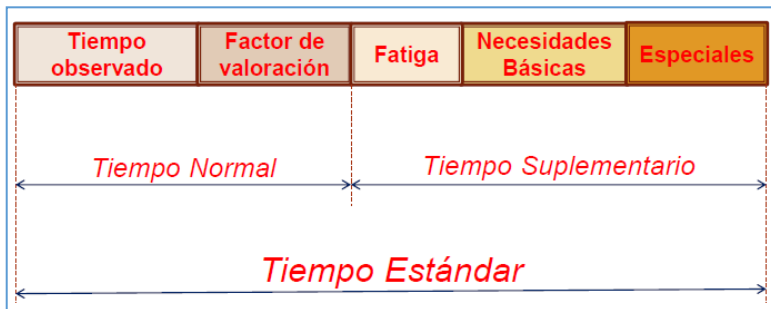 Tiempo observado
Factor de valoración
Fatiga
Necesidades Básicas
Especiales
Tiempo Normal
Tiempo Suplementario
Tiempo Estándar